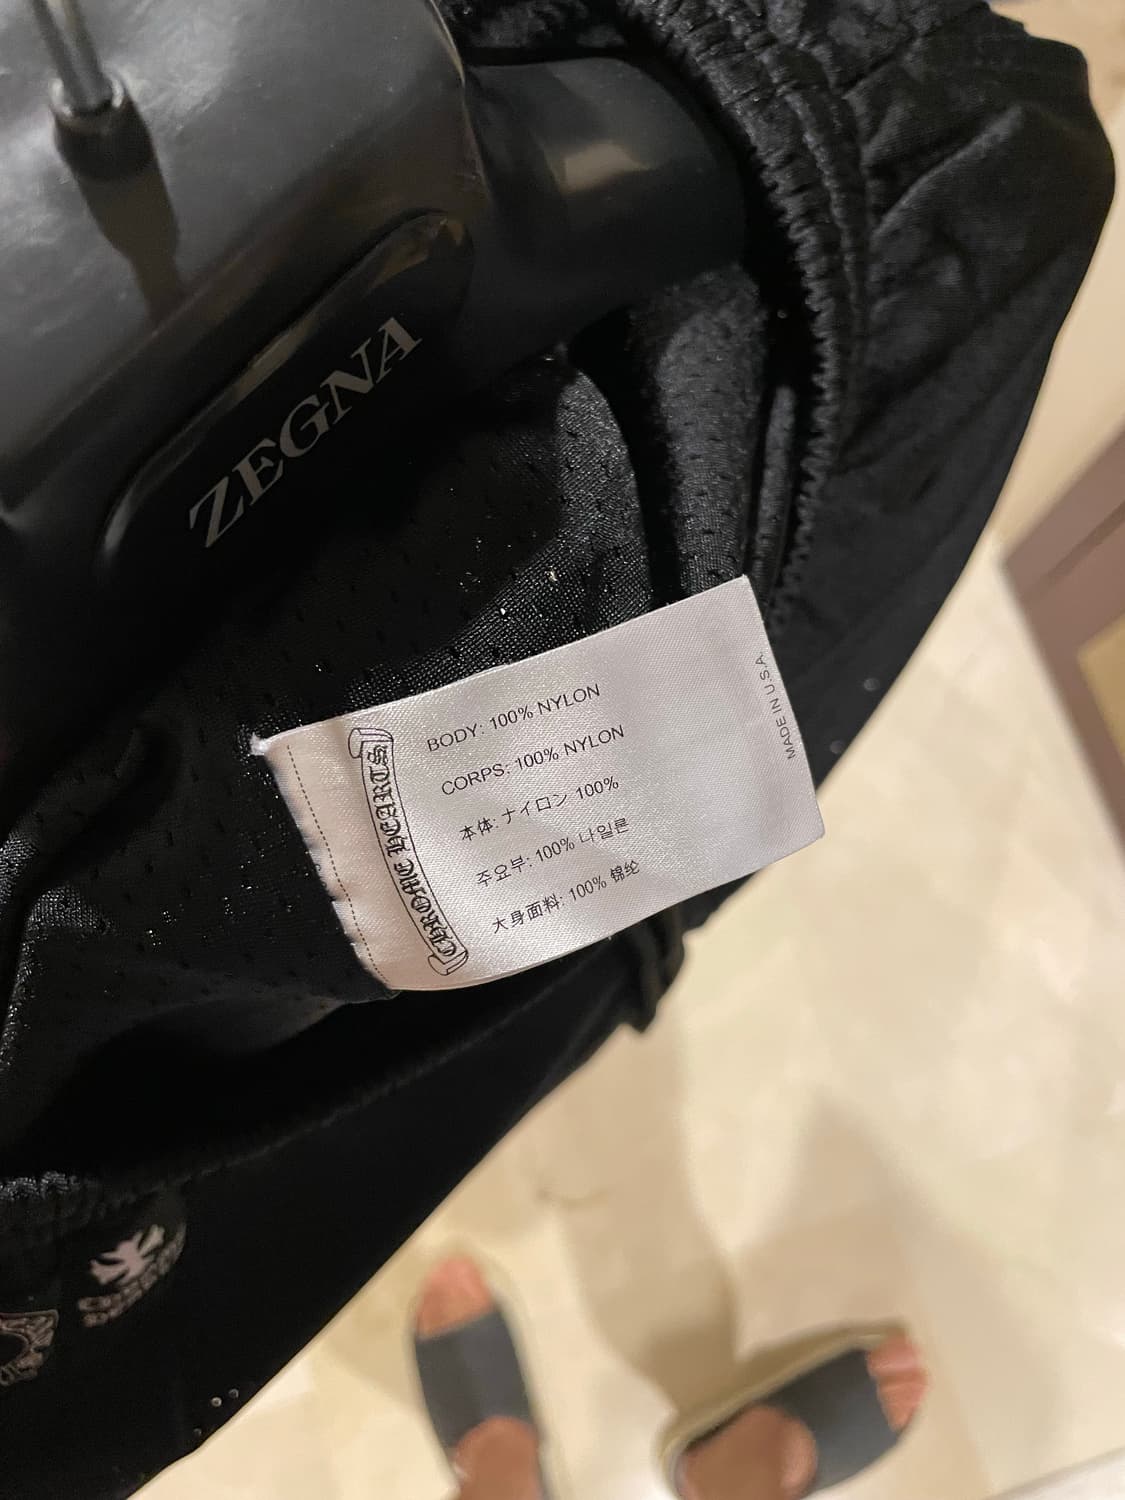 ZEGNA
CHROME HEARTS
BODY: 100% NYLON
CORPS: 100% NYLON
本体: ナイロン 100%
주요부: 100% 나일론
大身面料: 100% 锦纶
MADE IN U.S.A.